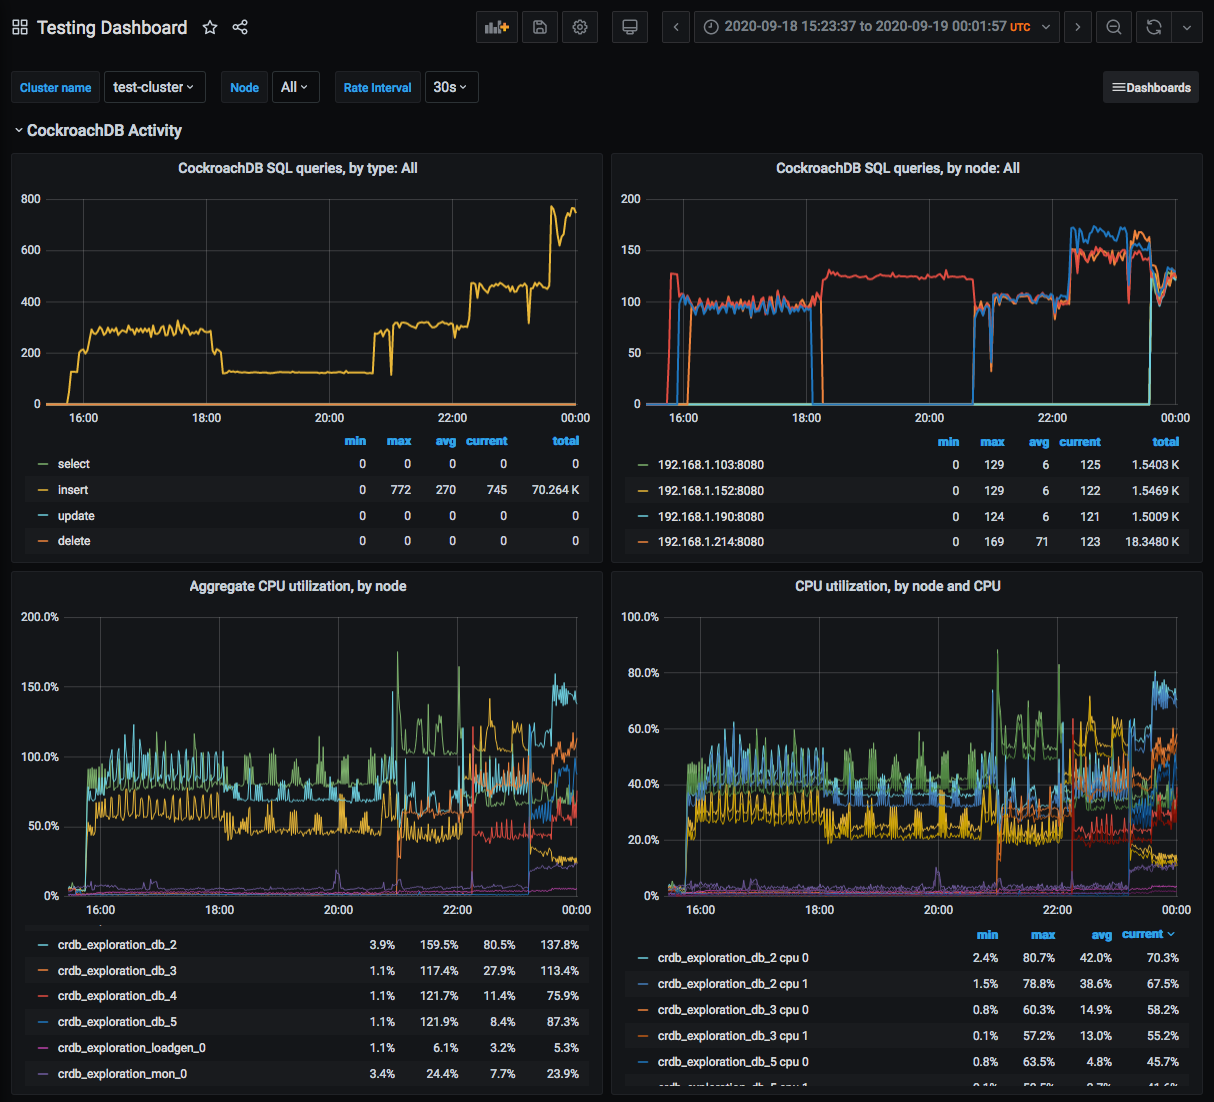 Testing Dashboard
2020-09-18 15:23:37 to 2020-09-19 00:01:57 UTC
Cluster name test-cluster Node All Rate Interval 30s Dashboards
CockroachDB Activity
CockroachDB SQL queries, by type: All
800
600
400
200
0
16:00 18:00 20:00 22:00 00:00
min max avg current total
select 0 0 0 0 0
insert 0 772 270 745 70.264 K
update 0 0 0 0 0
delete 0 0 0 0 0
CockroachDB SQL queries, by node: All
200
150
100
50
0
16:00 18:00 20:00 22:00 00:00
min max avg current total
192.168.1.103:8080 0 129 6 125 1.5403 K
192.168.1.152:8080 0 129 6 122 1.5469 K
192.168.1.190:8080 0 124 6 121 1.5009 K
192.168.1.214:8080 0 169 71 123 18.3480 K
Aggregate CPU utilization, by node
200.0%
150.0%
100.0%
50.0%
0%
16:00 18:00 20:00 22:00 00:00
crdb_exploration_db_2 3.9% 159.5% 80.5% 137.8%
crdb_exploration_db_3 1.1% 117.4% 27.9% 113.4%
crdb_exploration_db_4 1.1% 121.7% 11.4% 75.9%
crdb_exploration_db_5 1.1% 121.9% 8.4% 87.3%
crdb_exploration_loadgen_0 1.1% 6.1% 3.2% 5.3%
crdb_exploration_mon_0 3.4% 24.4% 7.7% 23.9%
CPU utilization, by node and CPU
100.0%
80.0%
60.0%
40.0%
20.0%
0%
16:00 18:00 20:00 22:00 00:00
min max avg current
crdb_exploration_db_2 cpu 0 2.4% 80.7% 42.0% 70.3%
crdb_exploration_db_2 cpu 1 1.5% 78.8% 38.6% 67.5%
crdb_exploration_db_3 cpu 0 0.8% 60.3% 14.9% 58.2%
crdb_exploration_db_3 cpu 1 0.1% 57.2% 13.0% 55.2%
crdb_exploration_db_5 cpu 0 0.8% 63.5% 4.8% 45.7%